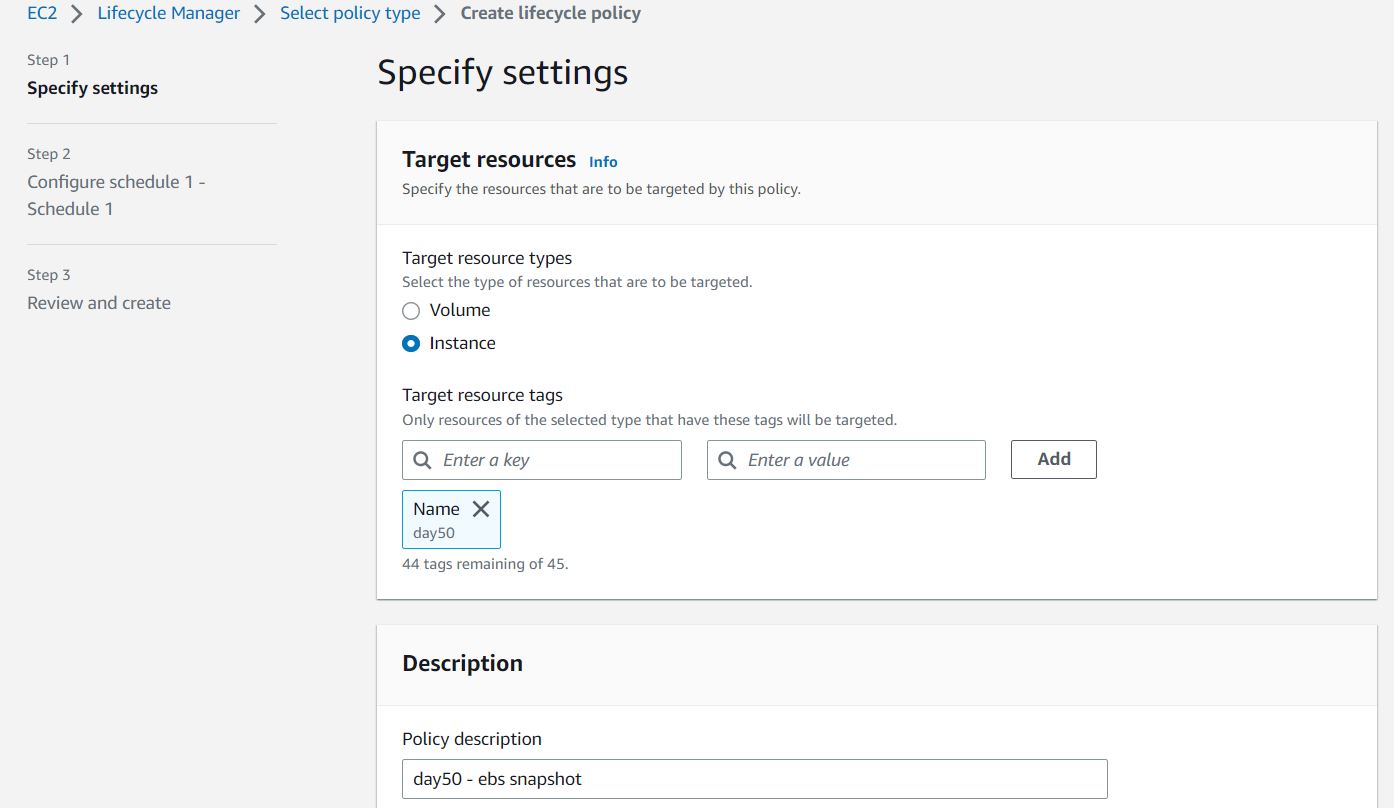 EC2 > Lifecycle Manager > Select policy type > Create lifecycle policy
Step 1
Specify settings
Step 2
Configure schedule 1 -
Schedule 1
Step 3
Review and create
Specify settings
Target resources Info
Specify the resources that are to be targeted by this policy.
Target resource types
Select the type of resources that are to be targeted.
Volume
Instance
Target resource tags
Only resources of the selected type that have these tags will be targeted.
Enter a key Enter a value Add
Name
day50
44 tags remaining of 45.
Description
Policy description
day50 - ebs snapshot